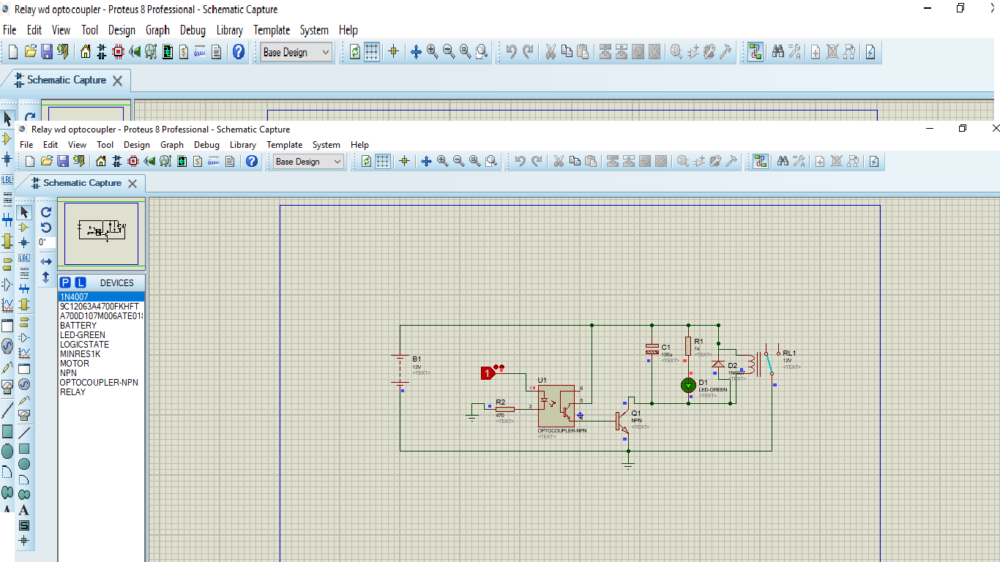 Relay wd optocoupler - Proteus 8 Professional - Schematic Capture
File Edit View Tool Design Graph Debug Library Template System Help
Base Design
Schematic Capture
Relay wd optocoupler - Proteus 8 Professional - Schematic Capture
File Edit View Tool Design Graph Debug Library Template System Help
Base Design
Schematic Capture
LBL
0°
LBL
P L DEVICES
1N4007
9C12063A4700FKHFT
A700D107M006ATE018
BATTERY
LED-GREEN
LOGICSTATE
MINRES1K
MOTOR
NPN
OPTOCOUPLER-NPN
RELAY
A
A
S
B1
12V
<TEXT>
1
R2
470
<TEXT>
U1
1
2
6
5
4
OPTOCOUPLER-NPN
<TEXT>
Q1
NPN
<TEXT>
C1
100u
<TEXT>
R1
1k
<TEXT>
D1
LED-GREEN
<TEXT>
D2
1N4007
<TEXT>
RL1
12V
<TEXT>